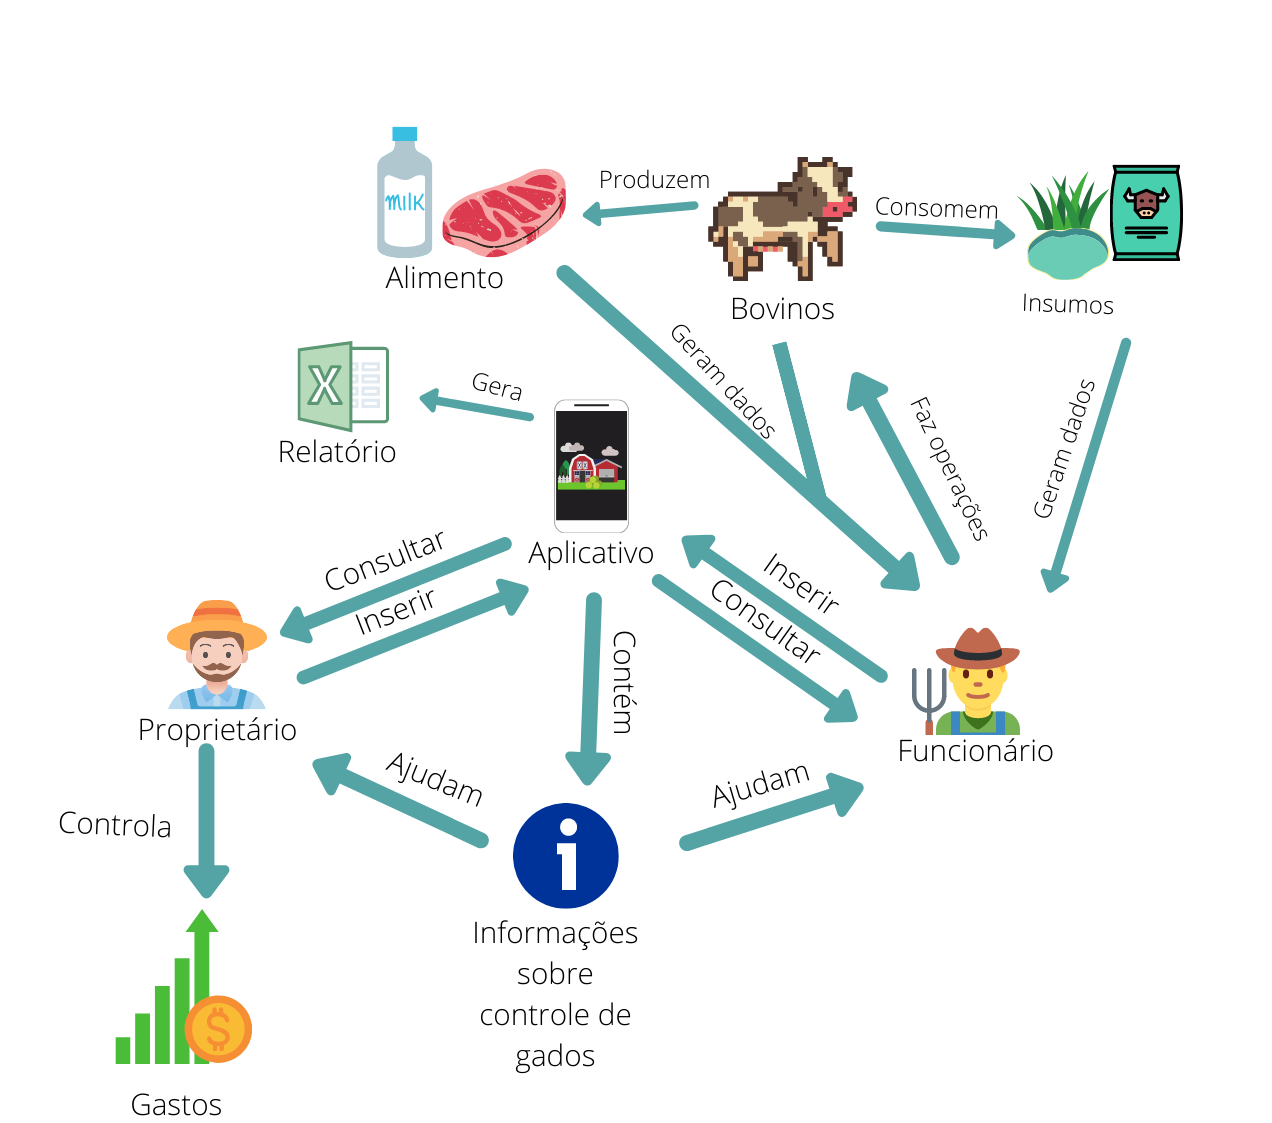 milk
Produzem
Consomem
Alimento
Bovinos
Insumos
Geram dados
Faz operações
Geram dados
X
Gera
Relatório
Aplicativo
Consultar
Inserir
Inserir
Consultar
Contém
Proprietário
Funcionário
Ajudam
Ajudam
Controla
i
Informações
sobre
controle de
gados
$
Gastos